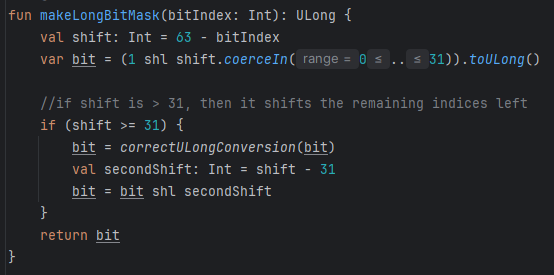 fun makeLongBitMask(bitIndex: Int): ULong {
    val shift: Int = 63 - bitIndex
    var bit = (1 shl shift.coerceIn( range = 0 ≤ .. ≤ 31)).toULong()
    //if shift is > 31, then it shifts the remaining indices left
    if (shift >= 31) {
        bit = correctULongConversion(bit)
        val secondShift: Int = shift - 31
        bit = bit shl secondShift
    }
    return bit
}